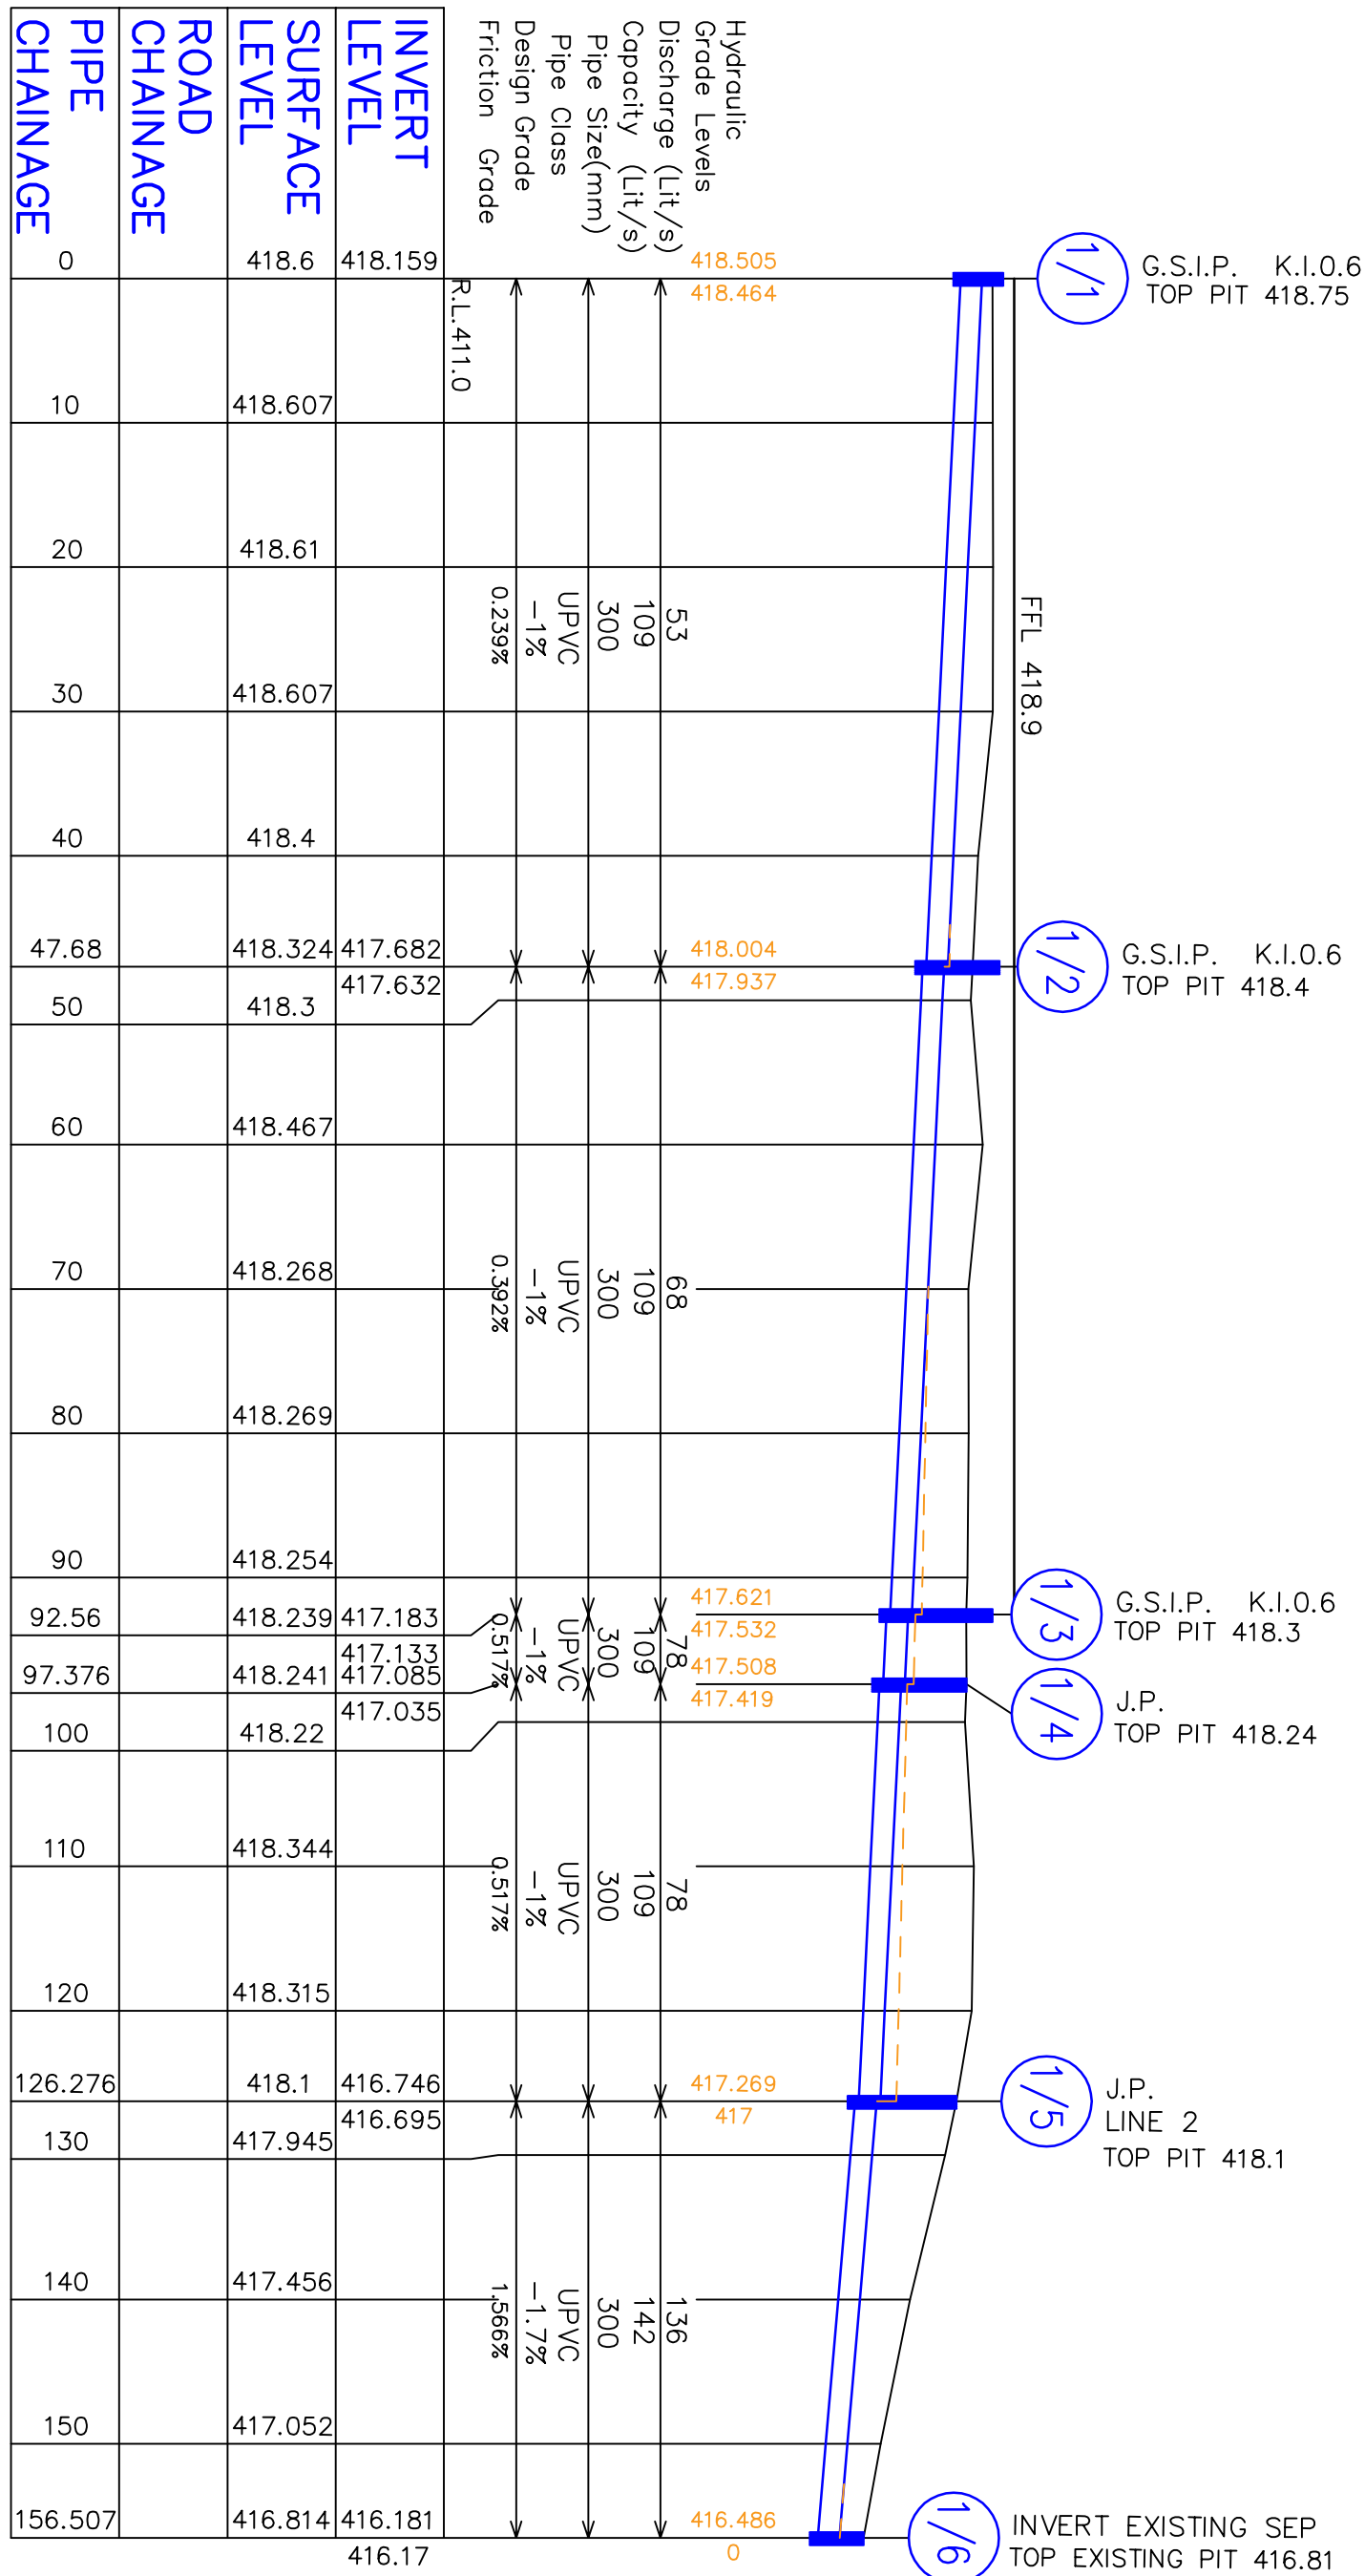 Hydraulic
Grade Levels
Discharge (Lit/s)
Capacity (Lit/s)
Pipe Size(mm)
Pipe Class
Design Grade
Friction Grade
INVERT
LEVEL
SURFACE
LEVEL
ROAD
CHAINAGE
PIPE
CHAINAGE
0 418.6 418.159 418.505
418.464
R.L.411.0
1/1
G.S.I.P. K.I.O.6
TOP PIT 418.75
10 418.607
20 418.61
FFL 418.9
53
109
300
UPVC
-1%
0.239%
30 418.607
40 418.4
47.68 418.324 417.682 418.004
417.632 417.937
1/2
G.S.I.P. K.I.O.6
TOP PIT 418.4
50 418.3
60 418.467
70 418.268
68
109
300
UPVC
-1%
0.392%
80 418.269
90 418.254
92.56 418.239 417.183 417.621
417.133 417.532
1/3
G.S.I.P. K.I.O.6
TOP PIT 418.3
78
109
300
UPVC
-1%
0.517%
97.376 418.241 417.085 417.508
417.035 417.419
1/4
J.P.
TOP PIT 418.24
100 418.22
110 418.344
78
109
300
UPVC
-1%
0.517%
120 418.315
126.276 418.1 416.746 417.269
416.695 417
1/5
J.P.
LINE 2
TOP PIT 418.1
130 417.945
140 417.456
136
142
300
UPVC
-1.7%
1.566%
150 417.052
156.507 416.814 416.181 416.486
416.17 0
1/6
INVERT EXISTING SEP
TOP EXISTING PIT 416.81